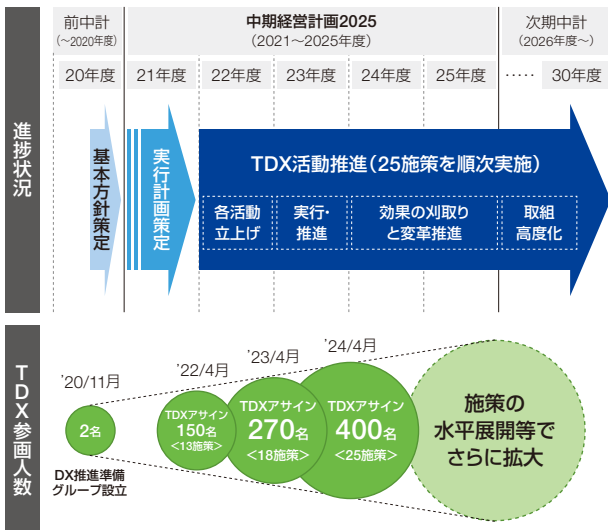 前中計
(〜2020年度)
中期経営計画2025
(2021〜2025年度)
次期中計
(2026年度〜)
20年度
21年度
22年度
23年度
24年度
25年度
‥‥‥
30年度
進捗状況
基本方針策定
実行計画策定
TDX活動推進(25施策を順次実施)
各活動
立上げ
実行・
推進
効果の刈取り
と変革推進
取組
高度化
TDX参画人数
'20/11月
2名
DX推進準備
グループ設立
'22/4月
TDXアサイン
150名
<13施策>
'23/4月
TDXアサイン
270名
<18施策>
'24/4月
TDXアサイン
400名
<25施策>
施策の
水平展開等で
さらに拡大